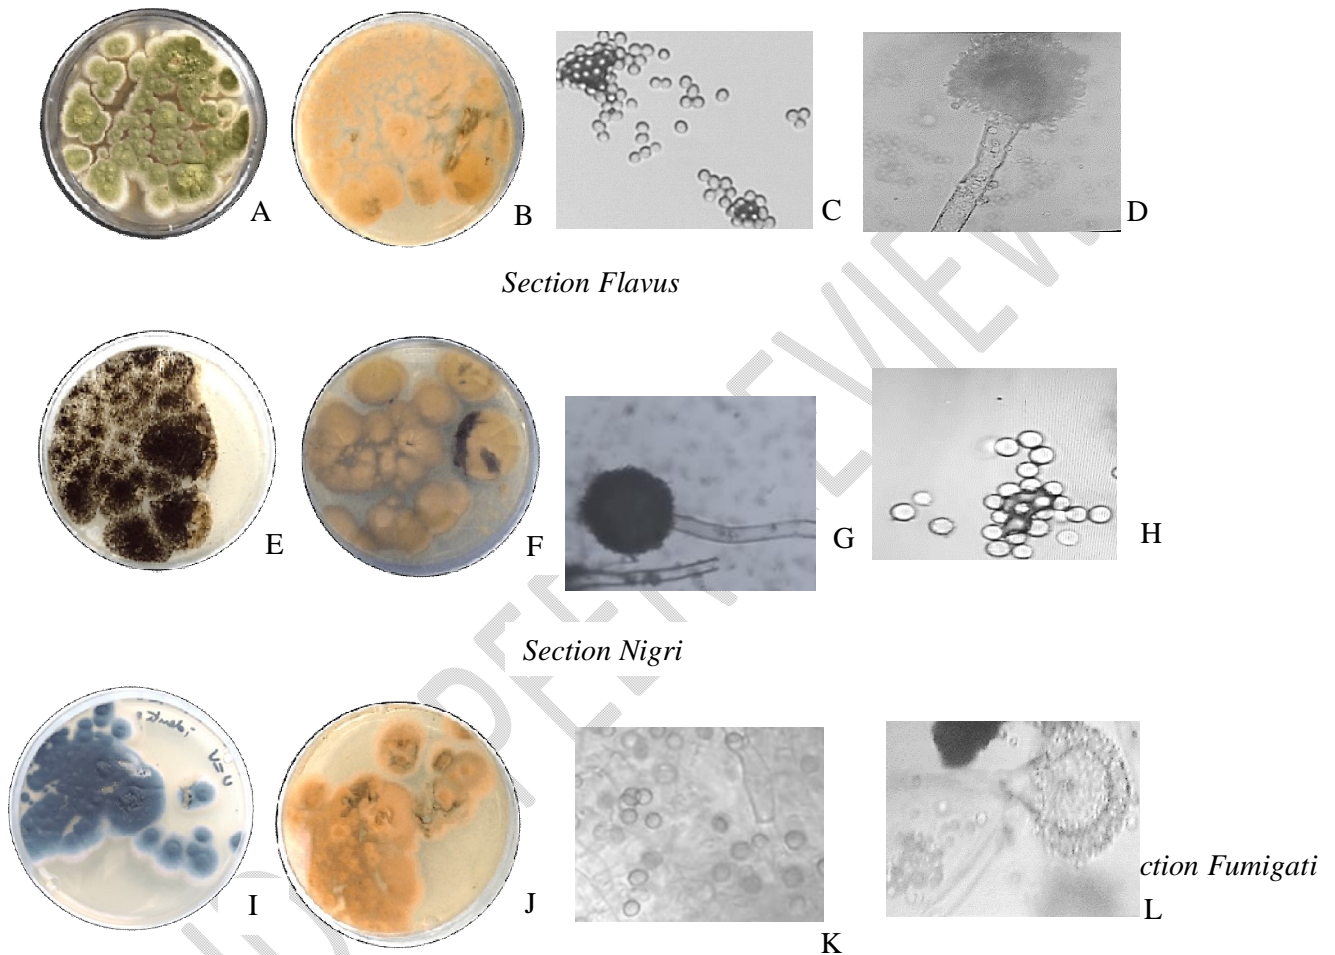 A
B
C
D
Section Flavus
E
F
G
H
Section Nigri
I
J
K
L
ction Fumigati